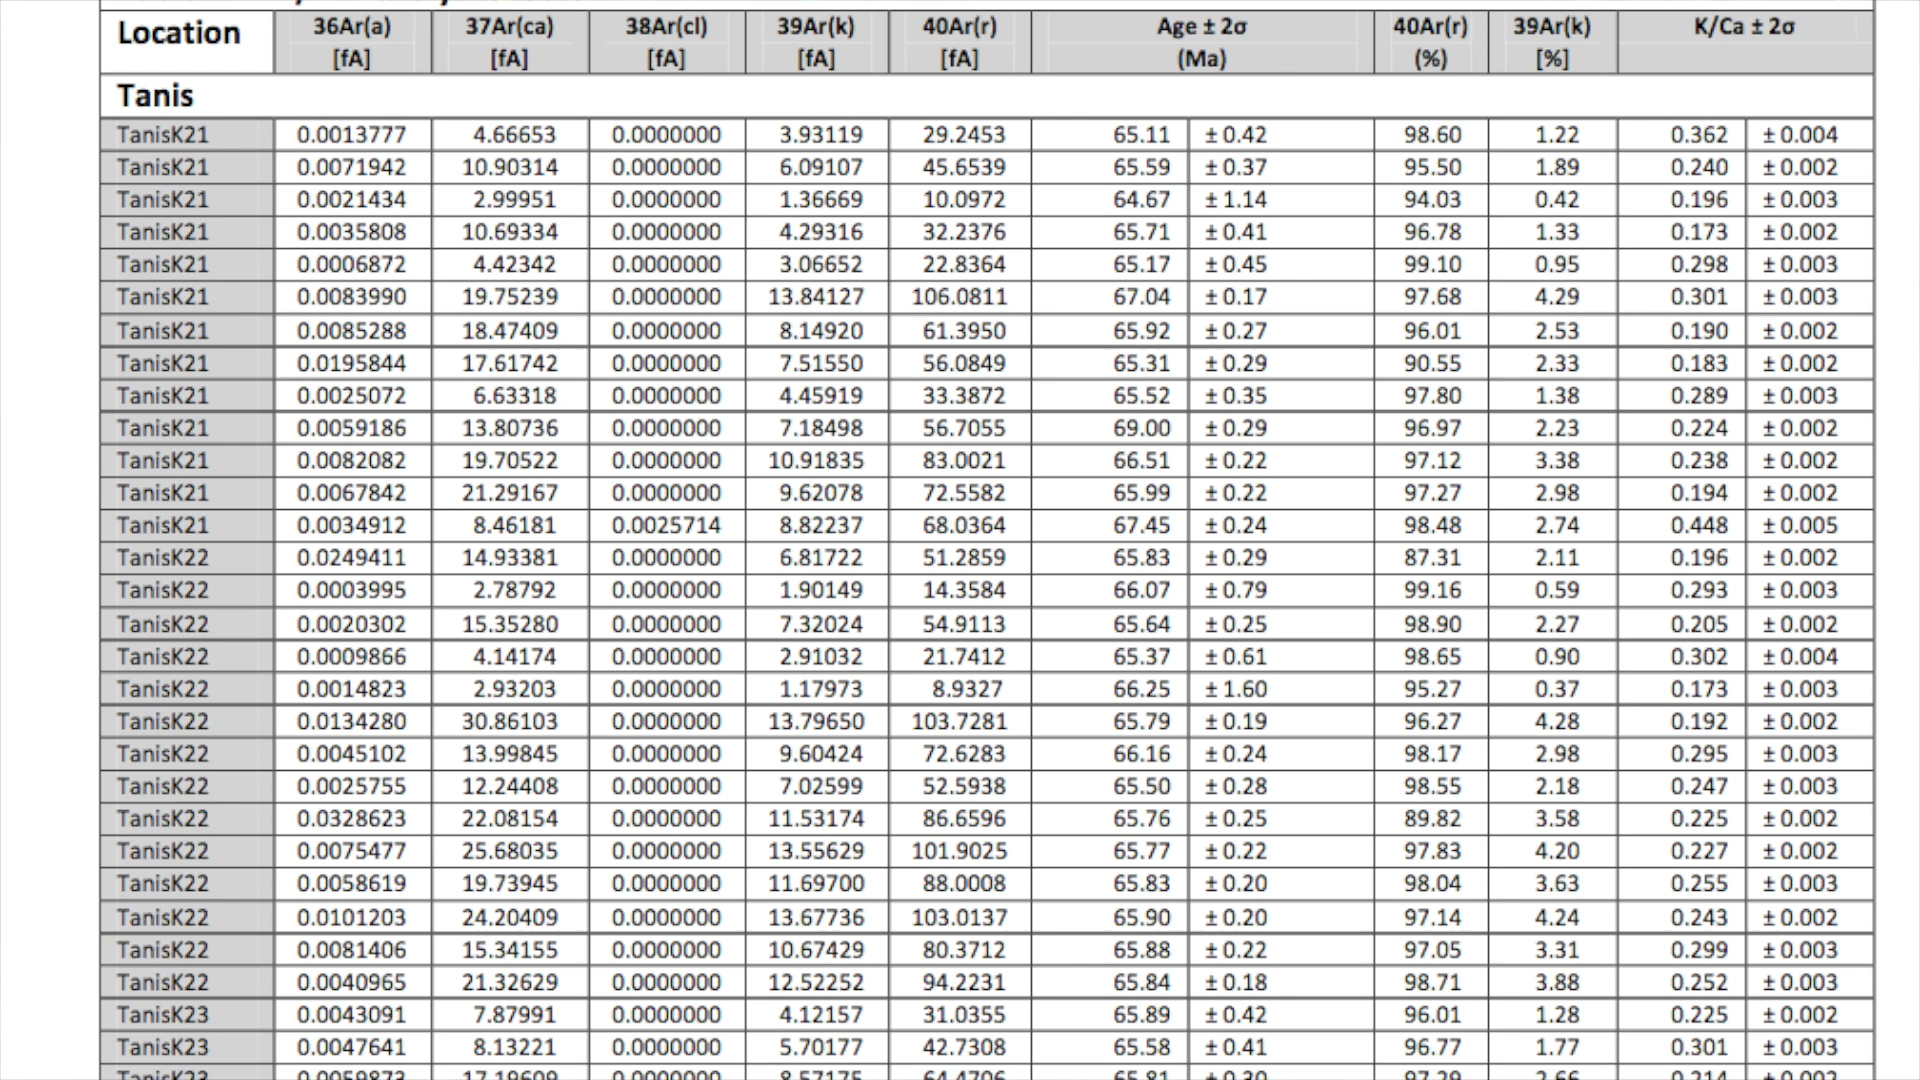 Location 36Ar(a) [fA] 37Ar(ca) [fA] 38Ar(cl) [fA] 39Ar(k) [fA] 40Ar(r) [fA] Age ± 2σ (Ma) 40Ar(r) (%) 39Ar(k) [%] K/Ca ± 2σ
Tanis
TanisK21 0.0013777 4.66653 0.0000000 3.93119 29.2453 65.11 ± 0.42 98.60 1.22 0.362 ± 0.004
TanisK21 0.0071942 10.90314 0.0000000 6.09107 45.6539 65.59 ± 0.37 95.50 1.89 0.240 ± 0.002
TanisK21 0.0021434 2.99951 0.0000000 1.36669 10.0972 64.67 ± 1.14 94.03 0.42 0.196 ± 0.003
TanisK21 0.0035808 10.69334 0.0000000 4.29316 32.2376 65.71 ± 0.41 96.78 1.33 0.173 ± 0.002
TanisK21 0.0006872 4.42342 0.0000000 3.06652 22.8364 65.17 ± 0.45 99.10 0.95 0.298 ± 0.003
TanisK21 0.0083990 19.75239 0.0000000 13.84127 106.0811 67.04 ± 0.17 97.68 4.29 0.301 ± 0.003
TanisK21 0.0085288 18.47409 0.0000000 8.14920 61.3950 65.92 ± 0.27 96.01 2.53 0.190 ± 0.002
TanisK21 0.0195844 17.61742 0.0000000 7.51550 56.0849 65.31 ± 0.29 90.55 2.33 0.183 ± 0.002
TanisK21 0.0025072 6.63318 0.0000000 4.45919 33.3872 65.52 ± 0.35 97.80 1.38 0.289 ± 0.003
TanisK21 0.0059186 13.80736 0.0000000 7.18498 56.7055 69.00 ± 0.29 96.97 2.23 0.224 ± 0.002
TanisK21 0.0082082 19.70522 0.0000000 10.91835 83.0021 66.51 ± 0.22 97.12 3.38 0.238 ± 0.002
TanisK21 0.0067842 21.29167 0.0000000 9.62078 72.5582 65.99 ± 0.22 97.27 2.98 0.194 ± 0.002
TanisK21 0.0034912 8.46181 0.0025714 8.82237 68.0364 67.45 ± 0.24 98.48 2.74 0.448 ± 0.005
TanisK22 0.0249411 14.93381 0.0000000 6.81722 51.2859 65.83 ± 0.29 87.31 2.11 0.196 ± 0.002
TanisK22 0.0003995 2.78792 0.0000000 1.90149 14.3584 66.07 ± 0.79 99.16 0.59 0.293 ± 0.003
TanisK22 0.0020302 15.35280 0.0000000 7.32024 54.9113 65.64 ± 0.25 98.90 2.27 0.205 ± 0.002
TanisK22 0.0009866 4.14174 0.0000000 2.91032 21.7412 65.37 ± 0.61 98.65 0.90 0.302 ± 0.004
TanisK22 0.0014823 2.93203 0.0000000 1.17973 8.9327 66.25 ± 1.60 95.27 0.37 0.173 ± 0.003
TanisK22 0.0134280 30.86103 0.0000000 13.79650 103.7281 65.79 ± 0.19 96.27 4.28 0.192 ± 0.002
TanisK22 0.0045102 13.99845 0.0000000 9.60424 72.6283 66.16 ± 0.24 98.17 2.98 0.295 ± 0.003
TanisK22 0.0025755 12.24408 0.0000000 7.02599 52.5938 65.50 ± 0.28 98.55 2.18 0.247 ± 0.003
TanisK22 0.0328623 22.08154 0.0000000 11.53174 86.6596 65.76 ± 0.25 89.82 3.58 0.225 ± 0.002
TanisK22 0.0075477 25.68035 0.0000000 13.55629 101.9025 65.77 ± 0.22 97.83 4.20 0.227 ± 0.002
TanisK22 0.0058619 19.73945 0.0000000 11.69700 88.0008 65.83 ± 0.20 98.04 3.63 0.255 ± 0.003
TanisK22 0.0101203 24.20409 0.0000000 13.67736 103.0137 65.90 ± 0.20 97.14 4.24 0.243 ± 0.002
TanisK22 0.0081406 15.34155 0.0000000 10.67429 80.3712 65.88 ± 0.22 97.05 3.31 0.299 ± 0.003
TanisK22 0.0040965 21.32629 0.0000000 12.52252 94.2231 65.84 ± 0.18 98.71 3.88 0.252 ± 0.003
TanisK23 0.0043091 7.87991 0.0000000 4.12157 31.0355 65.89 ± 0.42 96.01 1.28 0.225 ± 0.002
TanisK23 0.0047641 8.13221 0.0000000 5.70177 42.7308 65.58 ± 0.41 96.77 1.77 0.301 ± 0.003